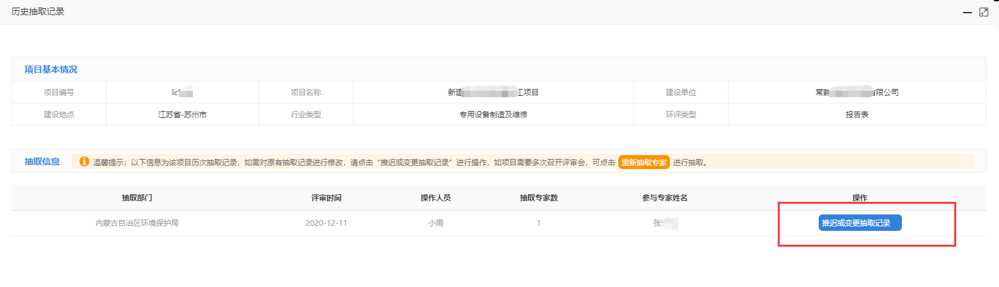 历史抽取记录
项目基本情况
项目编号 lc 项目名称 新建 项目 建设单位 常熟 有限公司
建设地点 江苏省-苏州市 行业类型 专用设备制造及维修 环评类型 报告表
抽取信息 温馨提示：以下信息为该项目历次抽取记录，如需对原有抽取记录进行修改，请点击“推迟或变更抽取记录”进行操作，如项目需要多次召开评审会，可点击 重新抽取专家 进行抽取。
抽取部门 评审时间 操作人员 抽取专家数 参与专家姓名 操作
内蒙古自治区环境保护局 2020-12-11 小周 1 张 推迟或变更抽取记录